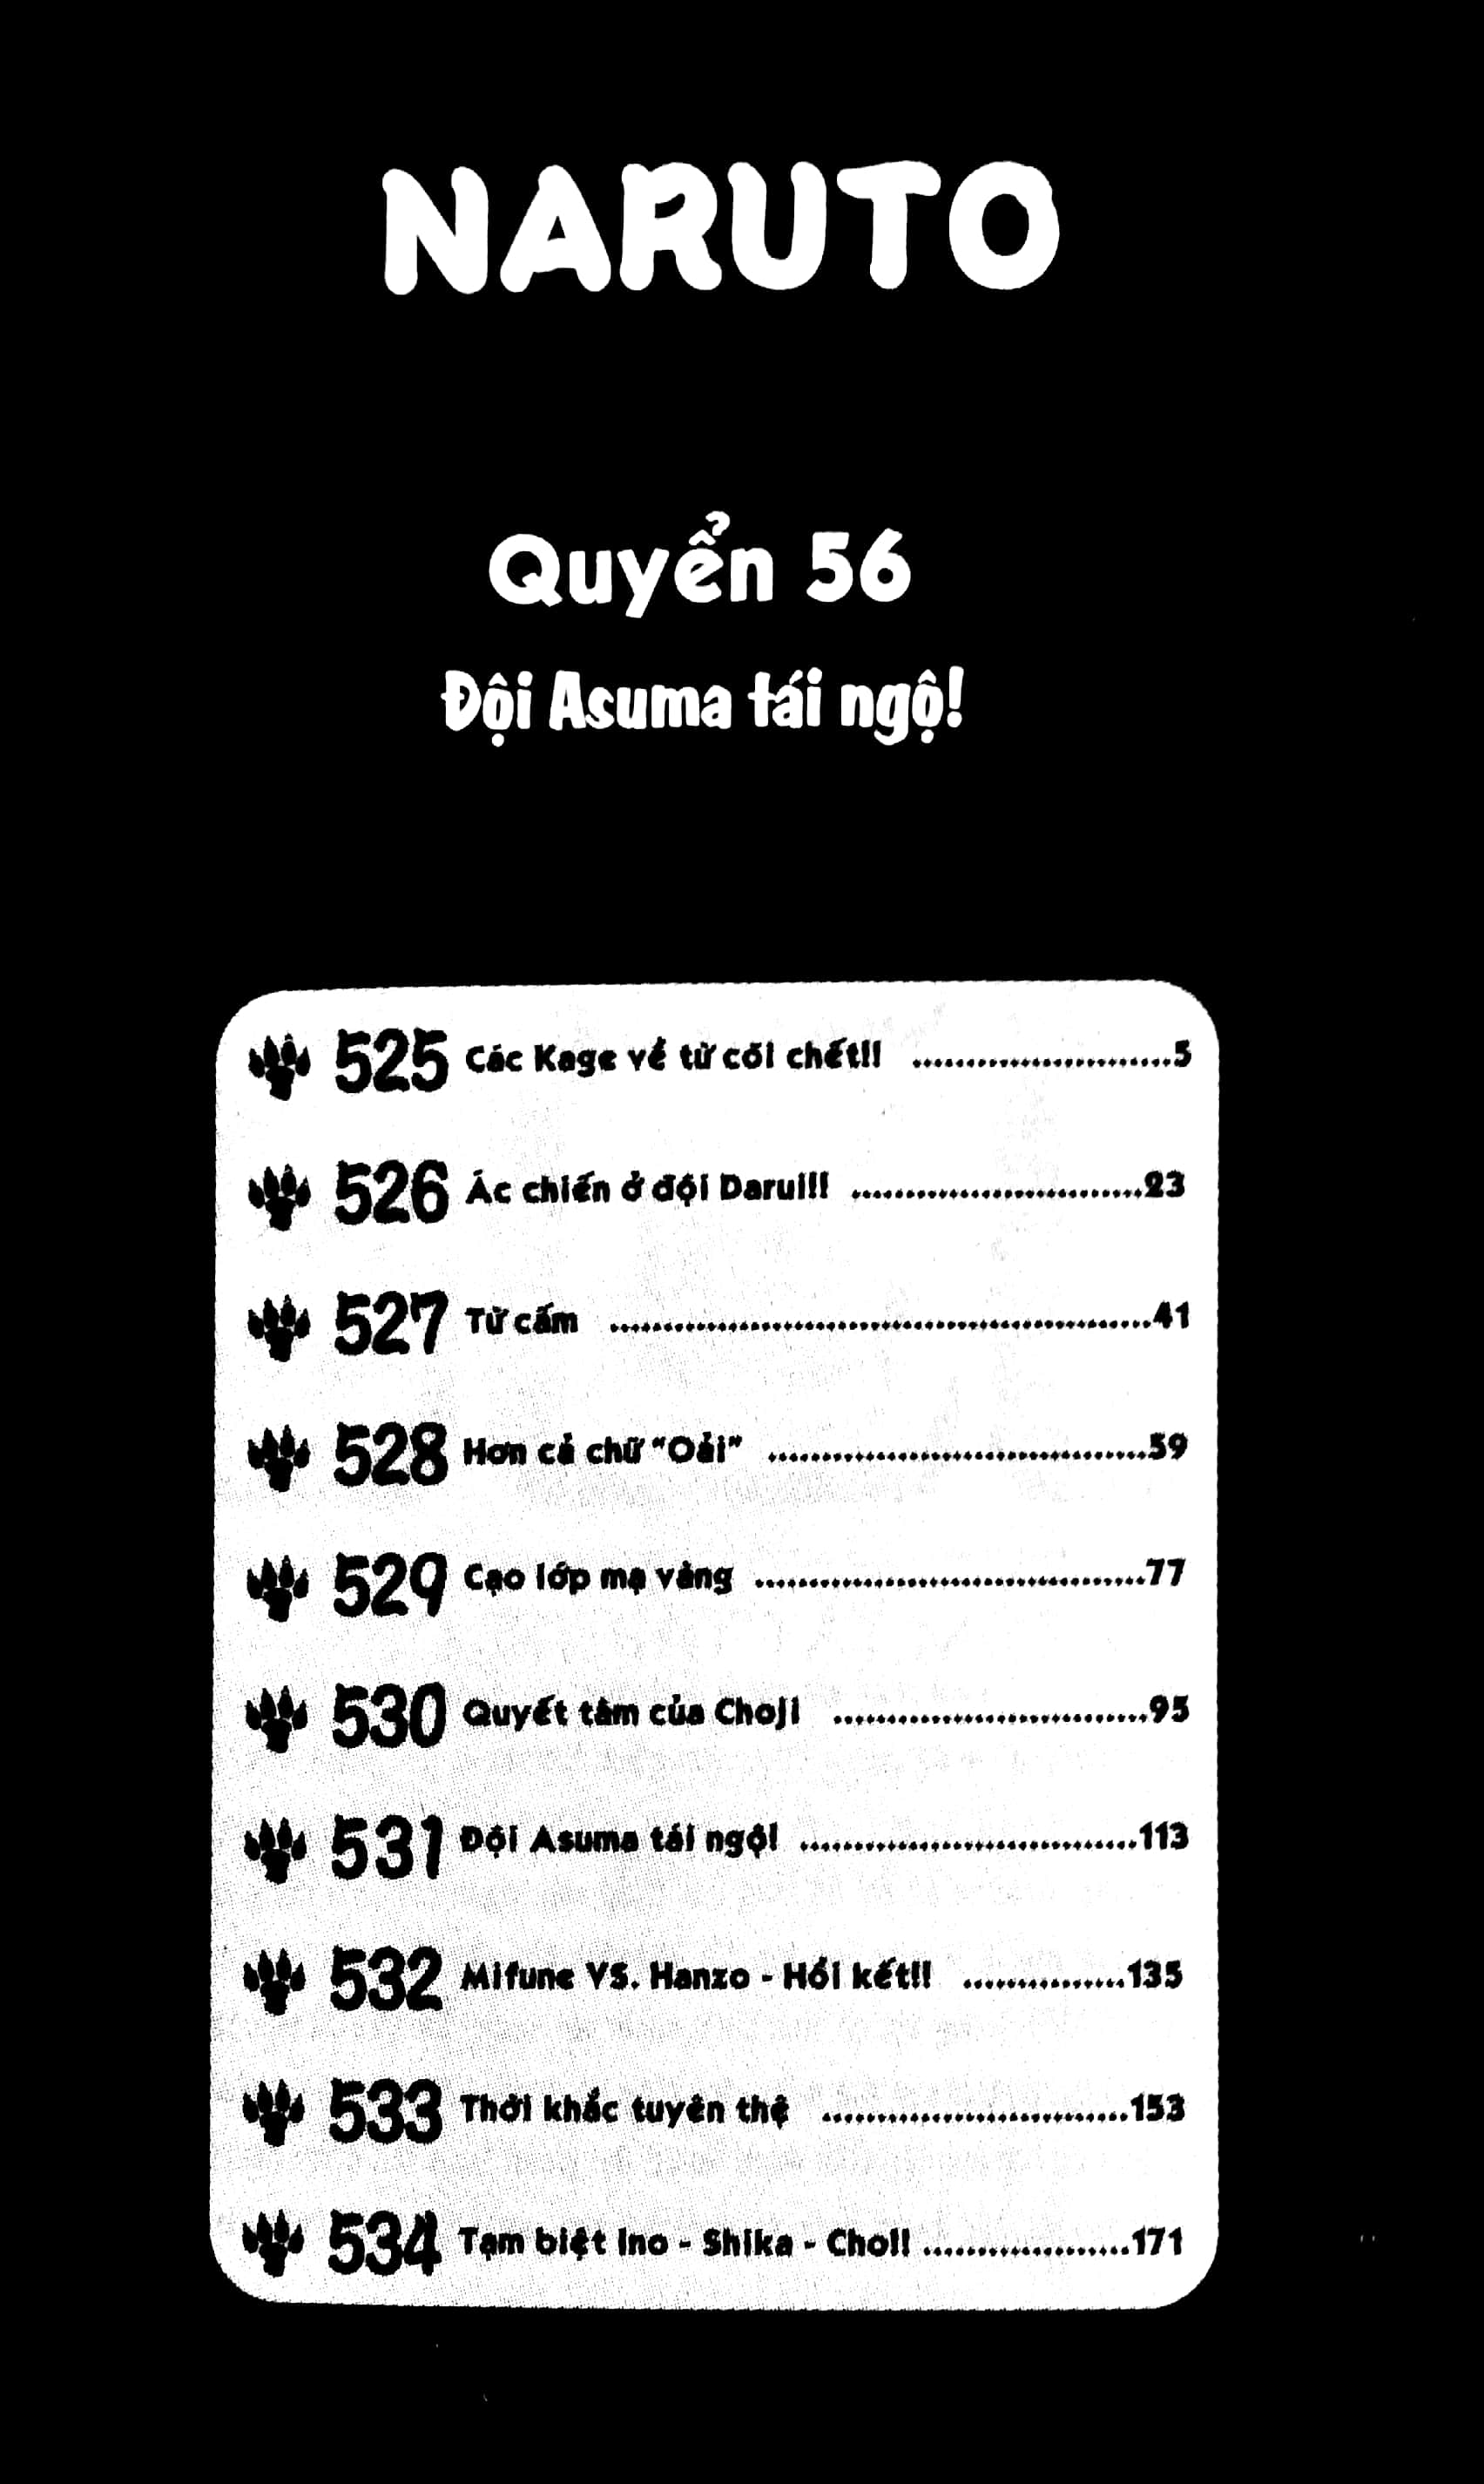 NARUTO
Quyển 56
Đội Asuma tái ngộ!
525 Các Kage về từ cõi chết!! ........................5
526 Ác chiến ở đội Darui!! ...........................23
527 Từ cấm ..................................................41
528 Hơn cả chữ "Oải" ...................................59
529 Cạo lớp mạ vàng ....................................77
530 Quyết tâm của Choji .............................95
531 Đội Asuma tái ngộ! ...............................113
532 Mifune VS. Hanzo - Hồi kết!! ...............135
533 Thời khắc tuyên thệ ............................153
534 Tạm biệt Ino - Shika - Cho!! ...................171